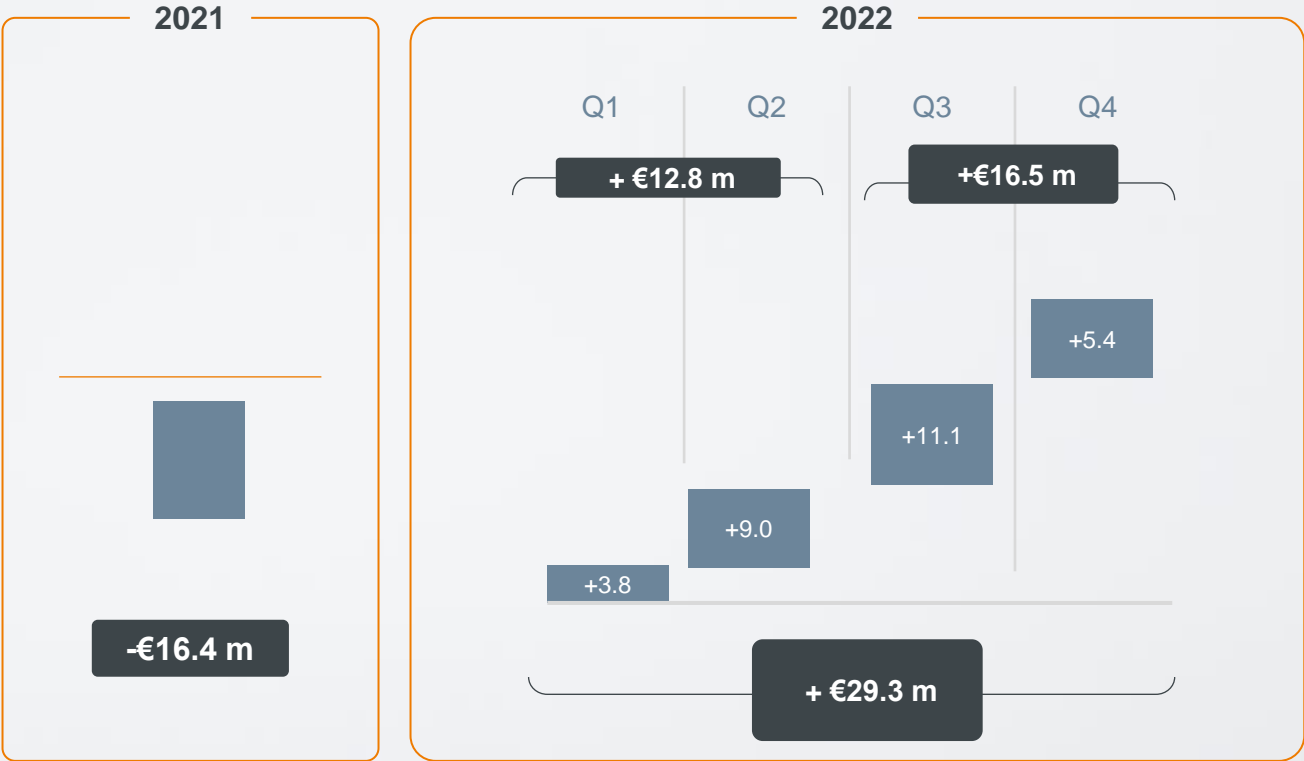 2021
-€16.4 m
2022
Q1
Q2
Q3
Q4
+ €12.8 m
+€16.5 m
+5.4
+11.1
+9.0
+3.8
+ €29.3 m